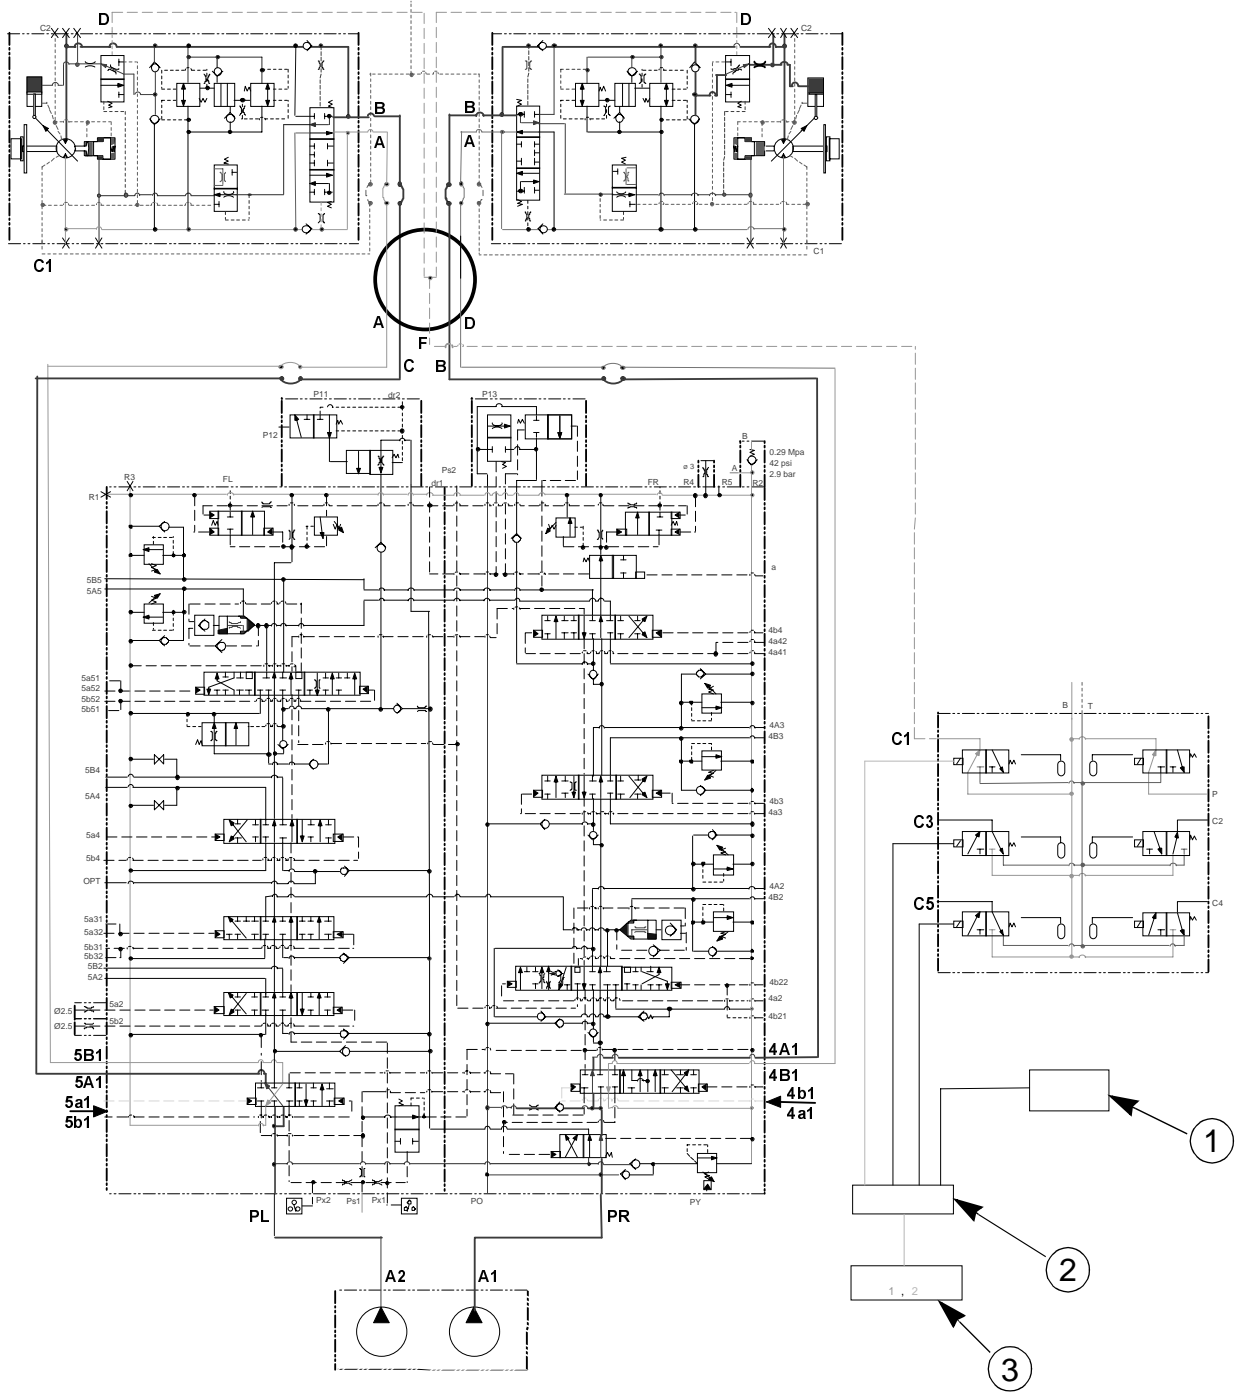 D
D
C2
C2
B
A
B
A
C1
C1
A
D
F
C
B
P11
dr2
P12
P13
B
0.29 Mpa
42 psi
2.9 bar
A
ø 3
R3
R1
FL
dr1
Ps2
FR
R4
R5
R2
a
5B5
5A5
4b4
4a42
4a41
5a51
5a52
5b52
5b51
4A3
4B3
5B4
5A4
4b3
4a3
5a4
5b4
OPT
4A2
4B2
5a31
5a32
5b31
5b32
5B2
5A2
4b22
4a2
4b21
Ø2.5
5a2
Ø2.5
5b2
5B1
5A1
5a1
5b1
4A1
4B1
4b1
4a1
Px2
Ps1
Px1
PO
PY
PL
PR
A2
A1
B
T
C1
P
C3
C2
C5
C4
1
2
1 , 2
3